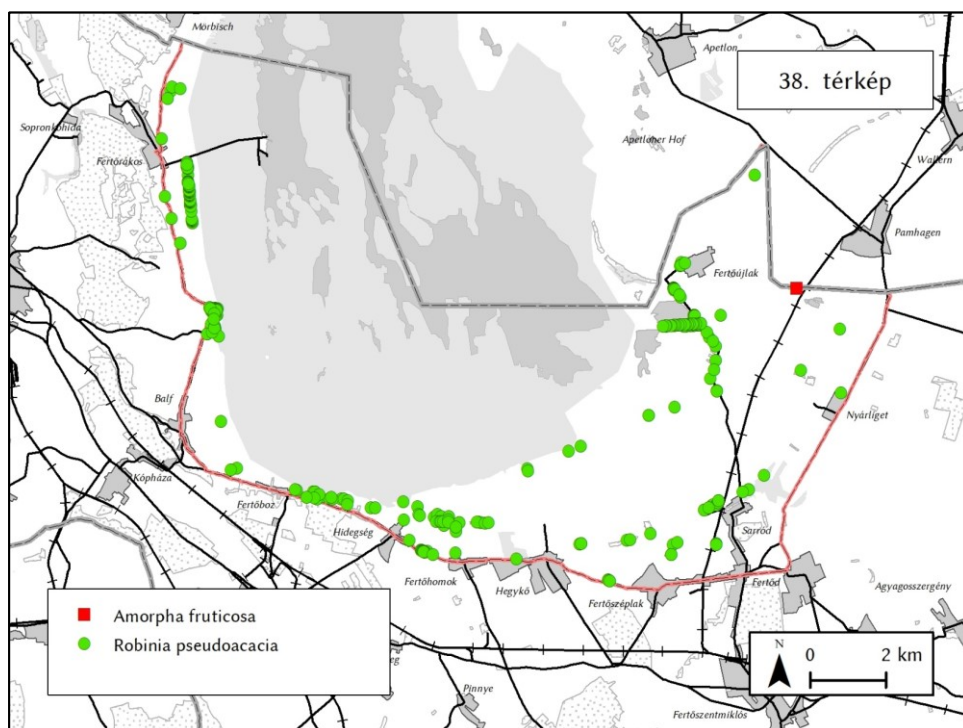 Mörbisch
Apetlon
38. térkép
Sopronkőhida
Fertőrákos
Apetloner Hof
Wallern
Pamhagen
Fertőújlak
Balf
Nyárliget
Kópháza
Fertőboz
Hidegség
Sarród
Fertőhomok
Hegykő
Fertőszéplak
Fertőd
Agyagosszergény
Amorpha fruticosa
Robinia pseudoacacia
N
0 2 km
Pinnye
Fertőszentmiklós